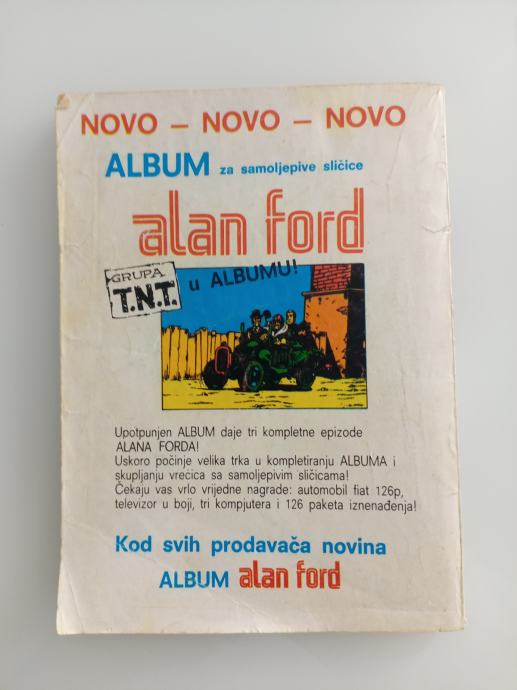 NOVO – NOVO – NOVO
ALBUM za samoljepive sličice
alan ford
GRUPA
T.N.T.
u ALBUMU!
Upotpunjen ALBUM daje tri kompletne epizode
ALANA FORDA!
Uskoro počinje velika trka u kompletiranju ALBUMA i
skupljanju vrećica sa samoljepivim sličicama!
Čekaju vas vrlo vrijedne nagrade: automobil fiat 126p,
televizor u boji, tri kompjutera i 126 paketa iznenađenja!
Kod svih prodavača novina
ALBUM alan ford